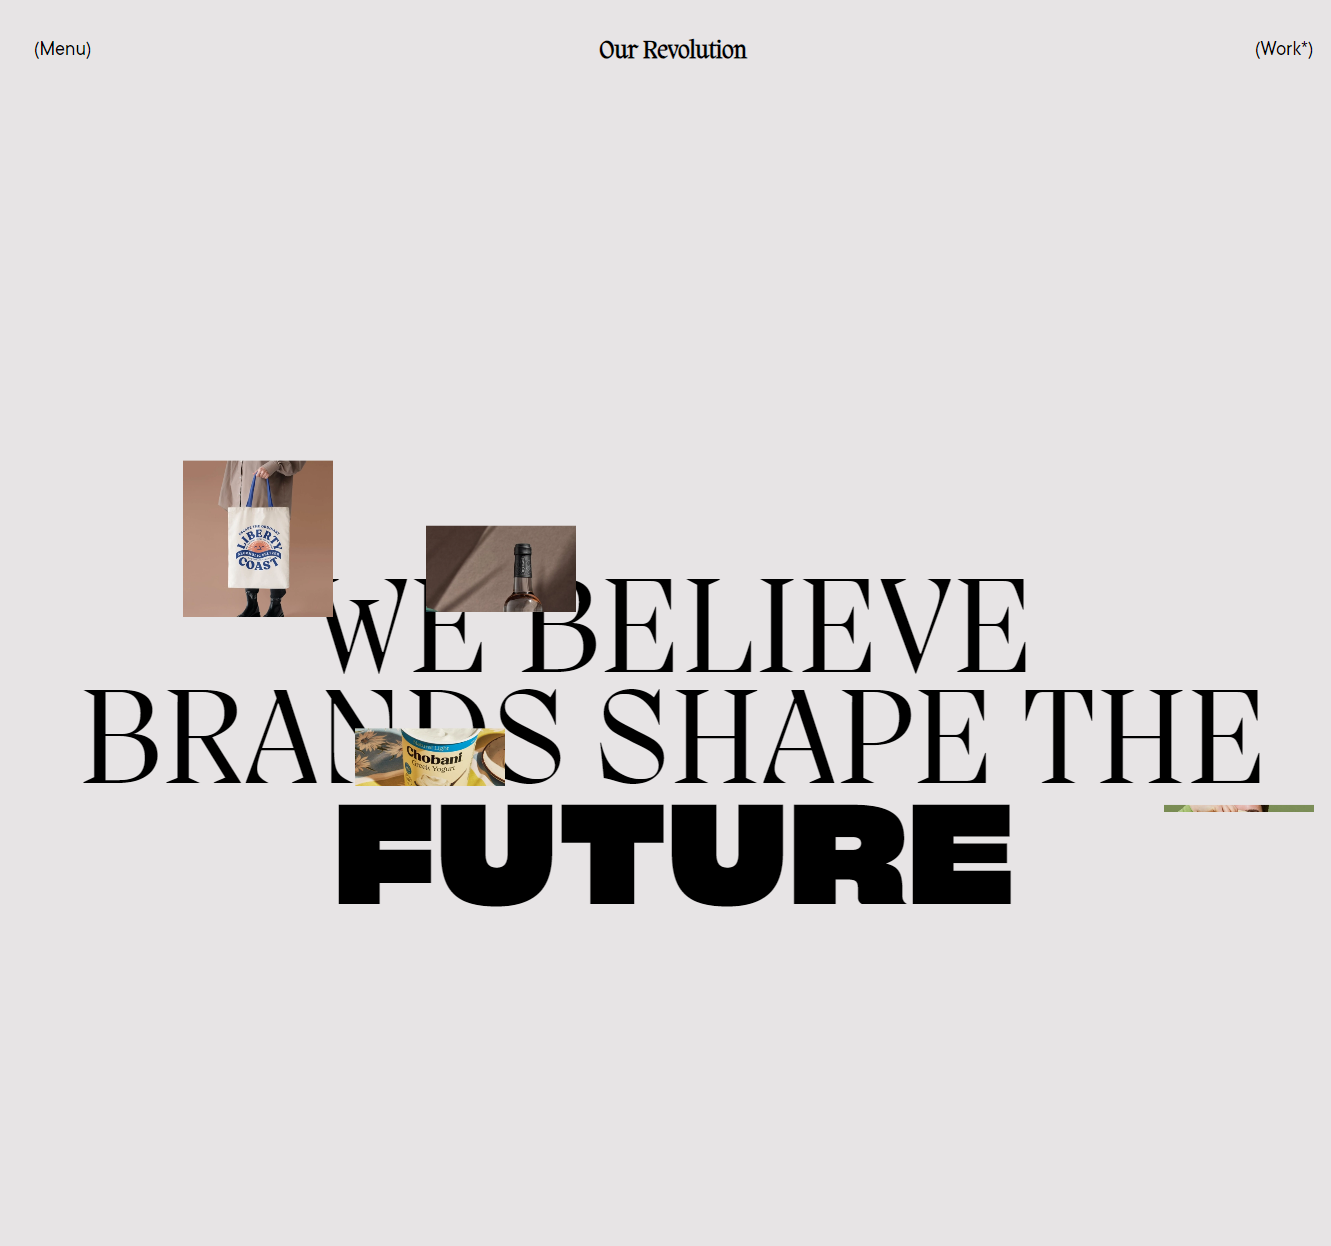 (Menu)
Our Revolution
(Work*)
LIBERTY
COAST
WE BELIEVE
BRANDS SHAPE THE
Chobani
Greek Yogurt
FUTURE